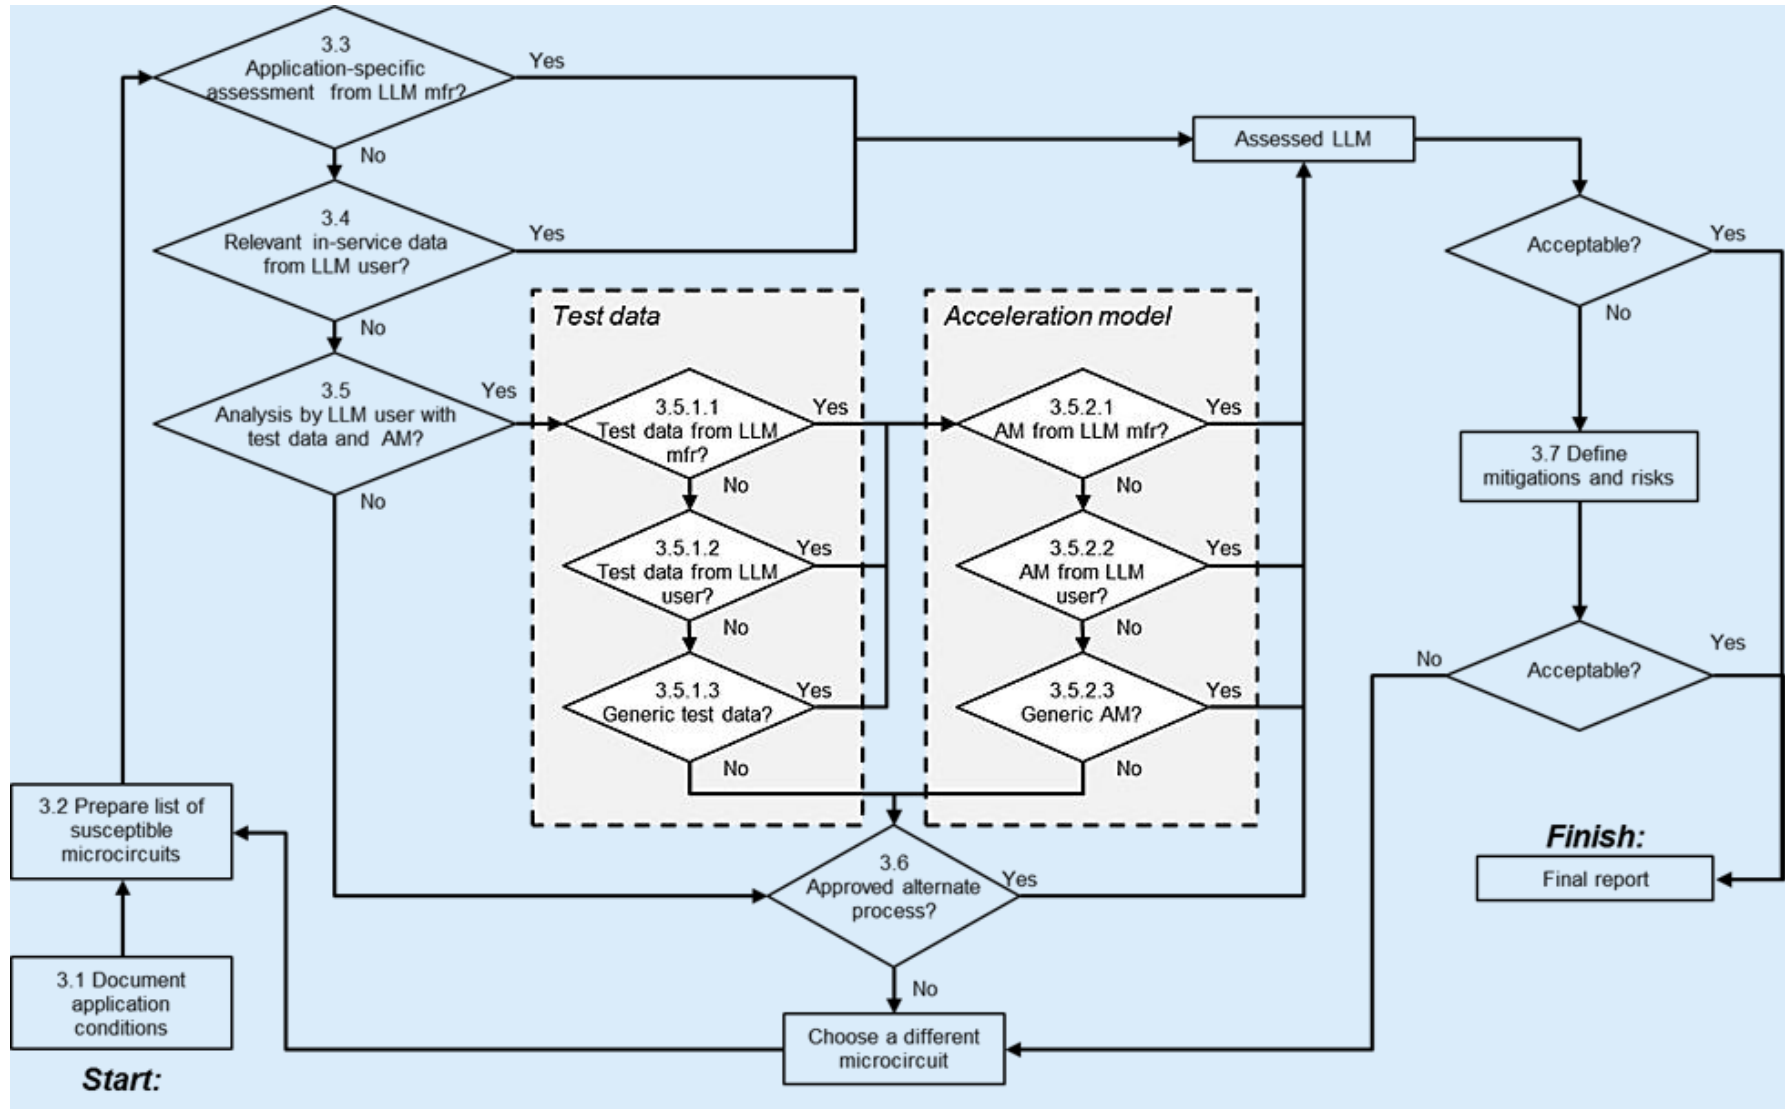 3.3
Application-specific
assessment from LLM mfr?
Yes
No
3.4
Relevant in-service data
from LLM user?
Yes
No
3.5
Analysis by LLM user with
test data and AM?
Yes
No
Test data
3.5.1.1
Test data from LLM
mfr?
Yes
No
3.5.1.2
Test data from LLM
user?
Yes
No
3.5.1.3
Generic test data?
Yes
No
Acceleration model
3.5.2.1
AM from LLM mfr?
Yes
No
3.5.2.2
AM from LLM
user?
Yes
No
3.5.2.3
Generic AM?
Yes
No
Assessed LLM
Acceptable?
Yes
No
3.7 Define
mitigations and risks
Acceptable?
No
Yes
3.2 Prepare list of
susceptible
microcircuits
3.1 Document
application
conditions
Start:
3.6
Approved alternate
process?
Yes
No
Choose a different
microcircuit
Finish:
Final report